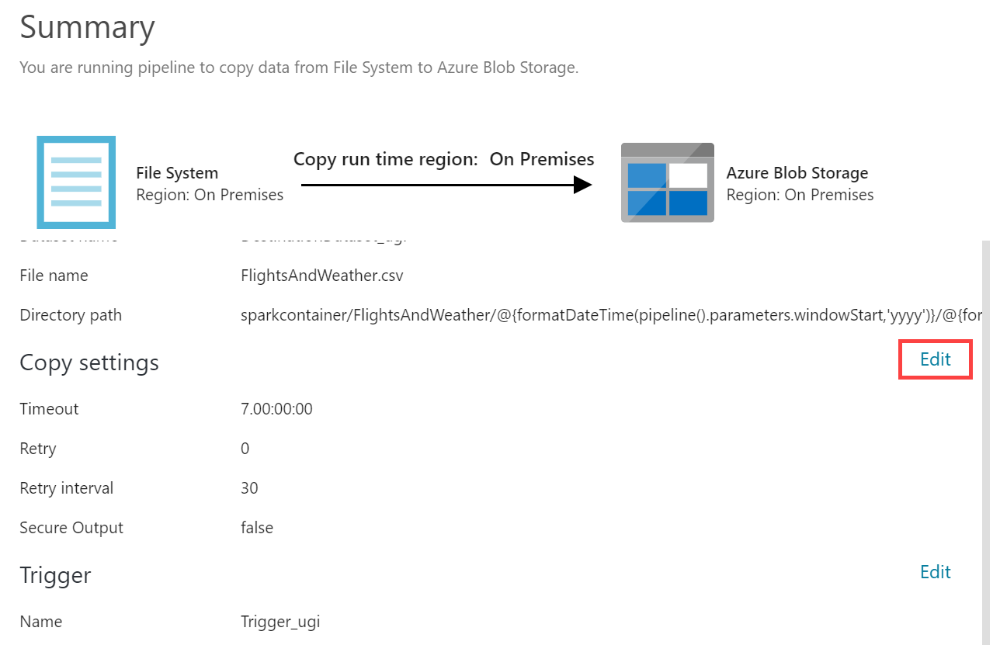 Summary
You are running pipeline to copy data from File System to Azure Blob Storage.
Copy run time region: On Premises
File System
Region: On Premises
Azure Blob Storage
Region: On Premises
File name FlightsAndWeather.csv
Directory path sparkcontainer/FlightsAndWeather/@{formatDateTime(pipeline().parameters.windowStart,'yyyy')}/@{for
Copy settings Edit
Timeout 7.00:00:00
Retry 0
Retry interval 30
Secure Output false
Trigger Edit
Name Trigger_ugi